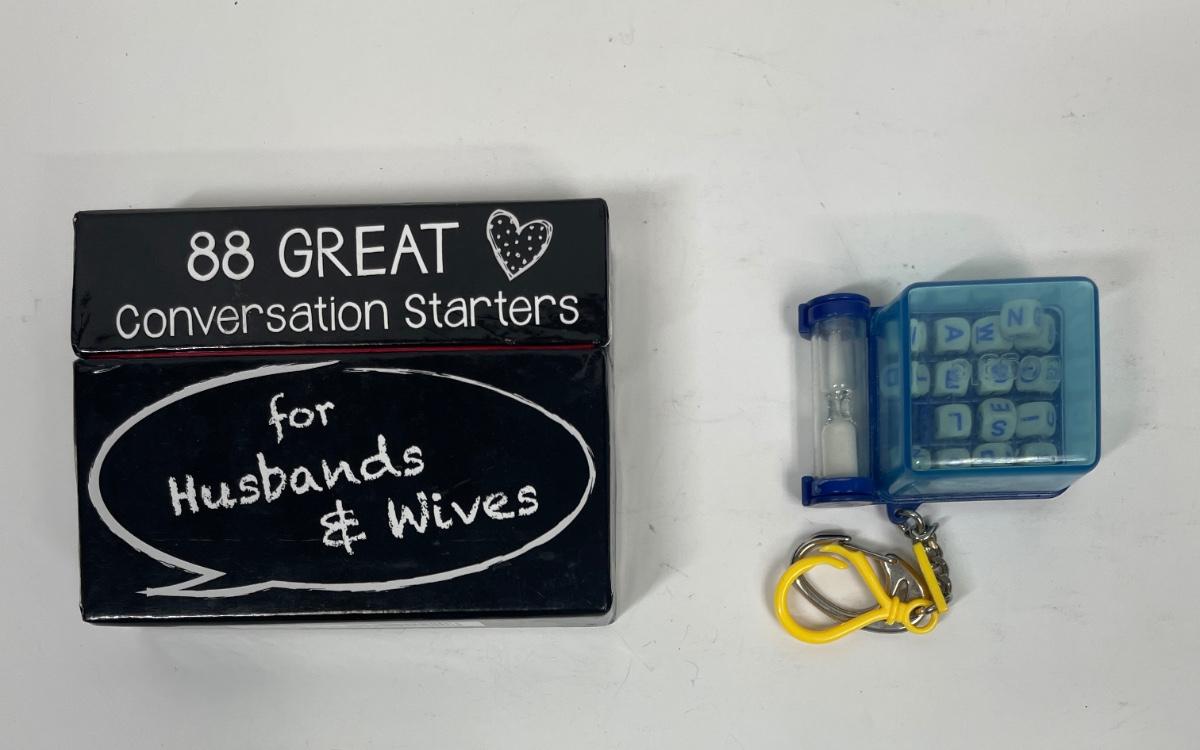 88 GREAT
Conversation Starters
for
Husbands
& Wives
A W N
L S I